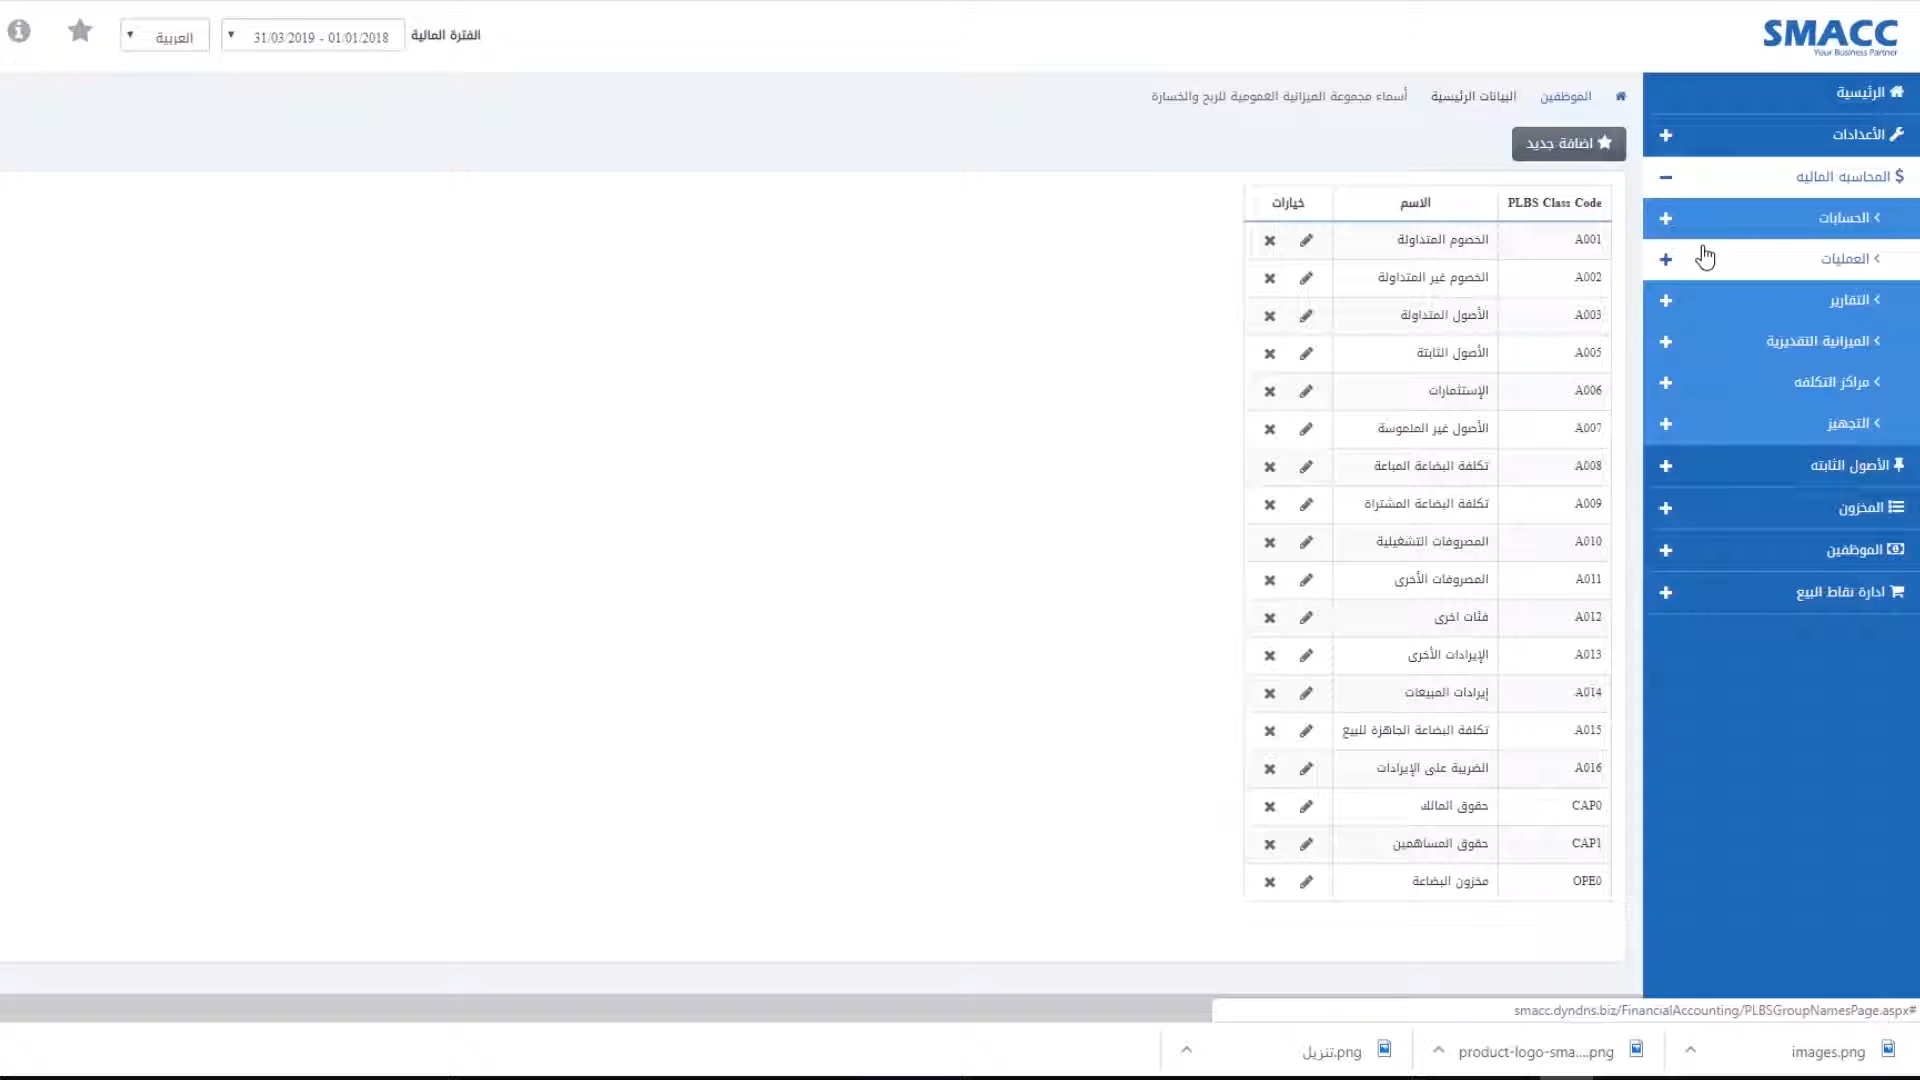 SMACC
Your Business Partner
الفترة المالية
31/03/2019 - 01/01/2018
العربية
الرئيسية
الأعدادات
المحاسبه الماليه
الحسابات
العمليات
التقارير
الميزانية التقديرية
مراكز التكلفه
التجهيز
الأصول الثابته
المخزون
الموظفين
ادارة نقاط البيع
الموظفين البيانات الرئيسية أسماء مجموعة الميزانية العمومية للربح والخسارة
اضافة جديد
PLBS Class Code الاسم خيارات
A001 الخصوم المتداولة
A002 الخصوم غير المتداولة
A003 الأصول المتداولة
A005 الأصول الثابتة
A006 الإستثمارات
A007 الأصول غير الملموسة
A008 تكلفة البضاعة المباعة
A009 تكلفة البضاعة المشتراة
A010 المصروفات التشغيلية
A011 المصروفات الأخرى
A012 فئات اخرى
A013 الإيرادات الأخرى
A014 إيرادات المبيعات
A015 تكلفة البضاعة الجاهزة للبيع
A016 الضريبة على الإيرادات
CAP0 حقوق المالك
CAP1 حقوق المساهمين
OPE0 مخزون البضاعة
smacc.dyndns.biz/FinancialAccounting/PLBSGroupNamesPage.aspx#
images.png
product-logo-sma....png
تنزيل.png